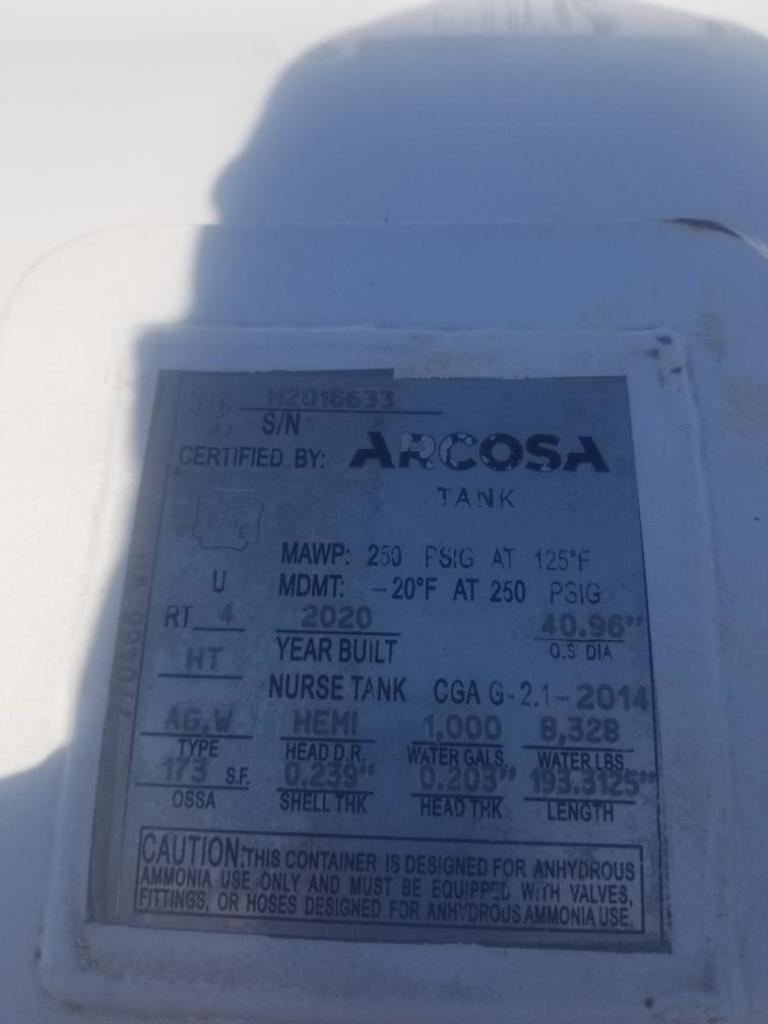 M2016633
S/N
CERTIFIED BY: ARCOSA
TANK
MAWP: 250 PSIG AT 125°F
U MDMT: -20°F AT 250 PSIG
RT 4 2020 40.96"
HT YEAR BUILT O.S DIA
NURSE TANK CGA G-2.1-2014
AG,W HEMI 1,000 8,328
TYPE HEAD D.R. WATER GALS. WATER LBS.
173 S.F. 0.239" 0.203" 193.3125"
OSSA SHELL THK HEAD THK LENGTH
CAUTION: THIS CONTAINER IS DESIGNED FOR ANHYDROUS
AMMONIA USE ONLY AND MUST BE EQUIPPED WITH VALVES,
FITTINGS, OR HOSES DESIGNED FOR ANHYDROUS AMMONIA USE.